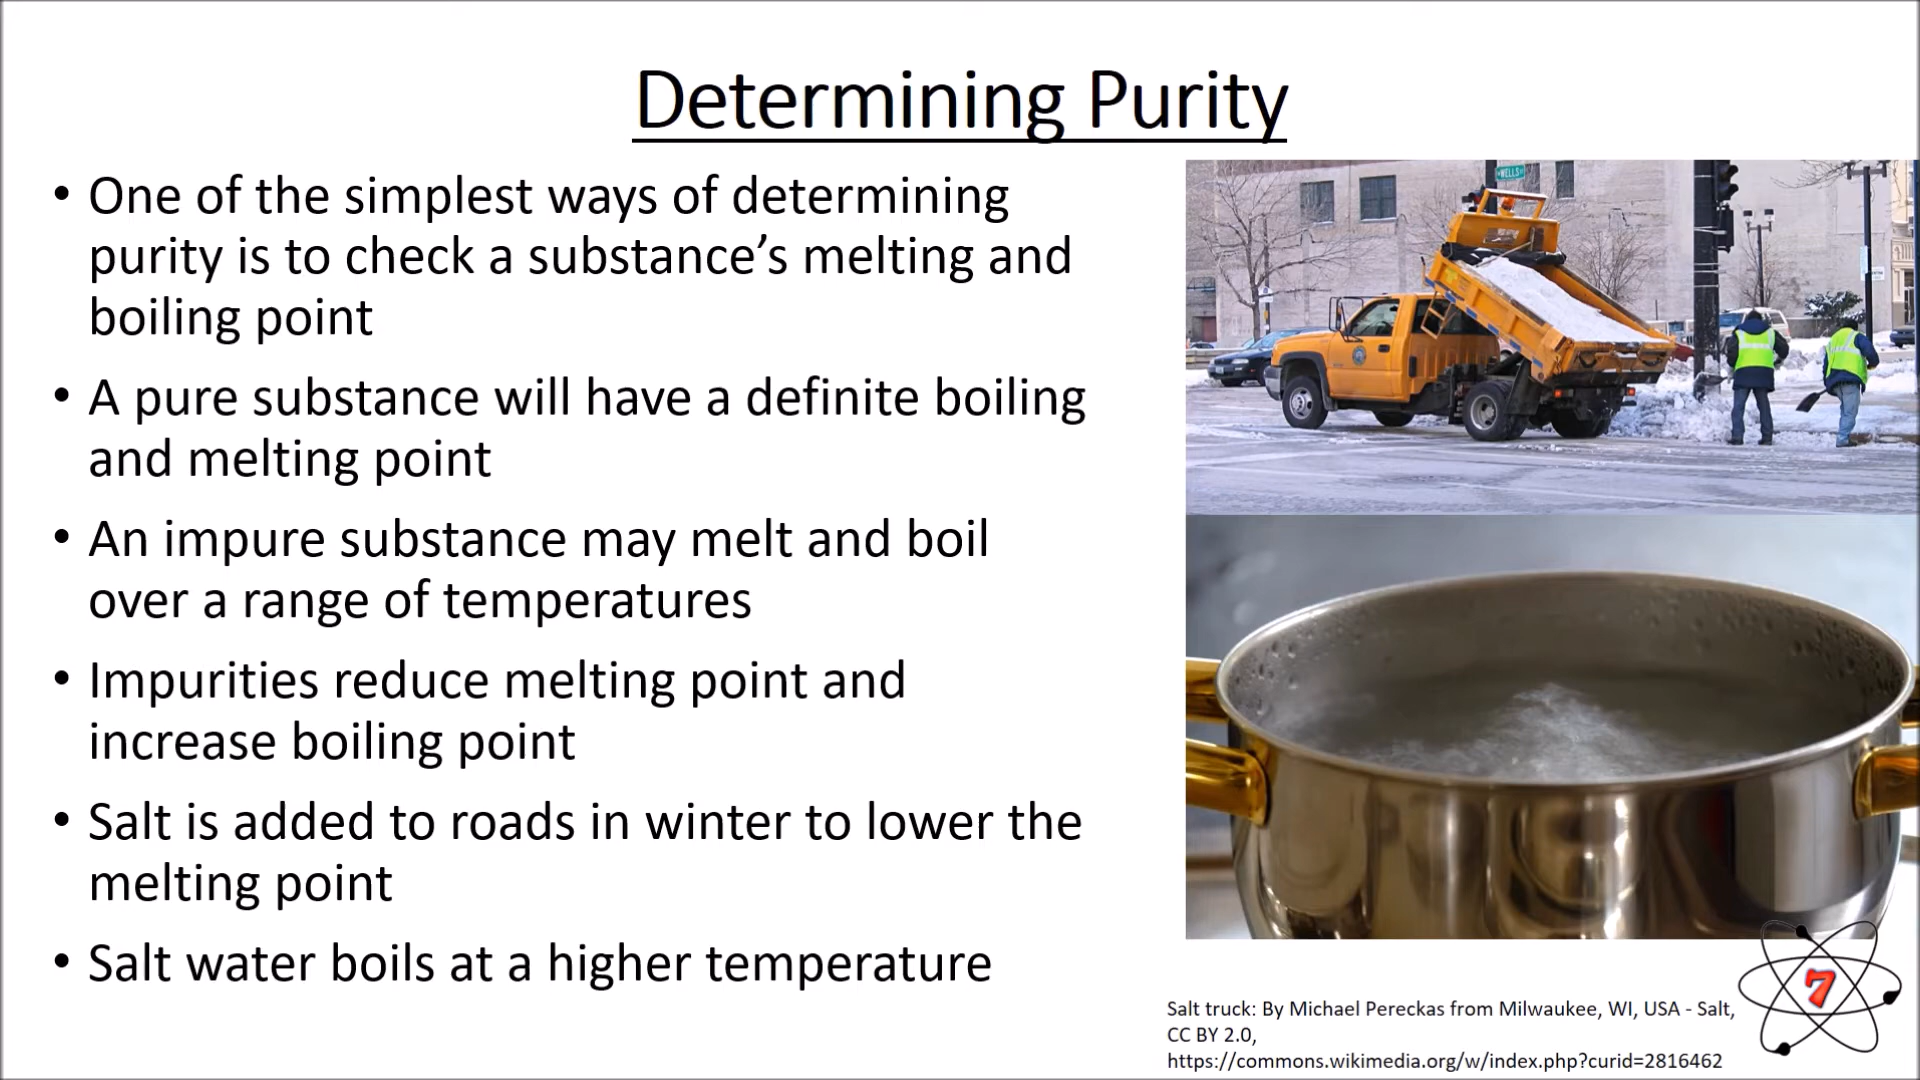 Determining Purity
• One of the simplest ways of determining
purity is to check a substance’s melting and
boiling point
• A pure substance will have a definite boiling
and melting point
• An impure substance may melt and boil
over a range of temperatures
• Impurities reduce melting point and
increase boiling point
• Salt is added to roads in winter to lower the
melting point
• Salt water boils at a higher temperature
WELLS
Salt truck: By Michael Pereckas from Milwaukee, WI, USA - Salt,
CC BY 2.0,
https://commons.wikimedia.org/w/index.php?curid=2816462
7